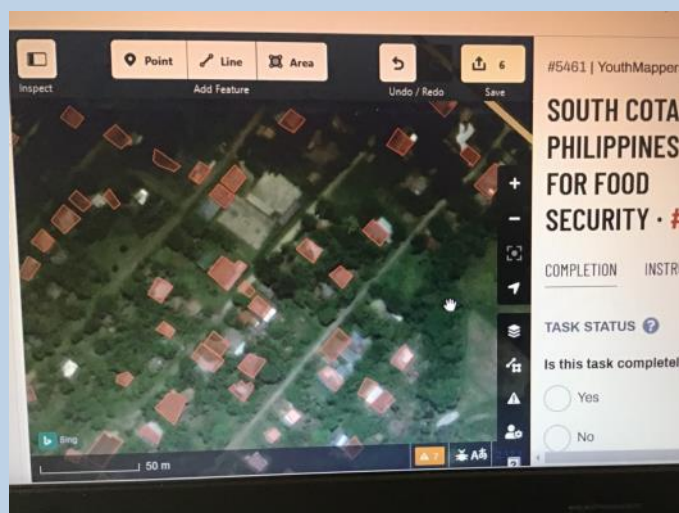 Point
Line
Area
6
Inspect
Add Feature
Undo / Redo
Save
#5461 | YouthMapper
SOUTH COTA
PHILIPPINES
FOR FOOD
SECURITY · #
COMPLETION
INSTR
TASK STATUS ?
Is this task complete
Yes
No
Bing
50 m
7